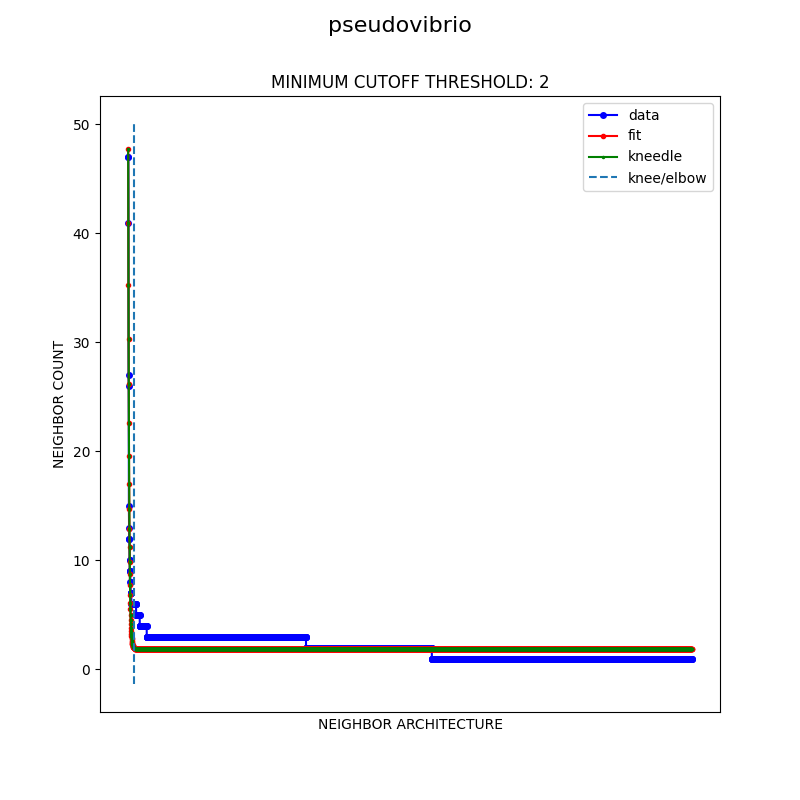 pseudovibrio
MINIMUM CUTOFF THRESHOLD: 2
data
fit
kneedle
knee/elbow
50
40
30
20
10
0
NEIGHBOR COUNT
NEIGHBOR ARCHITECTURE